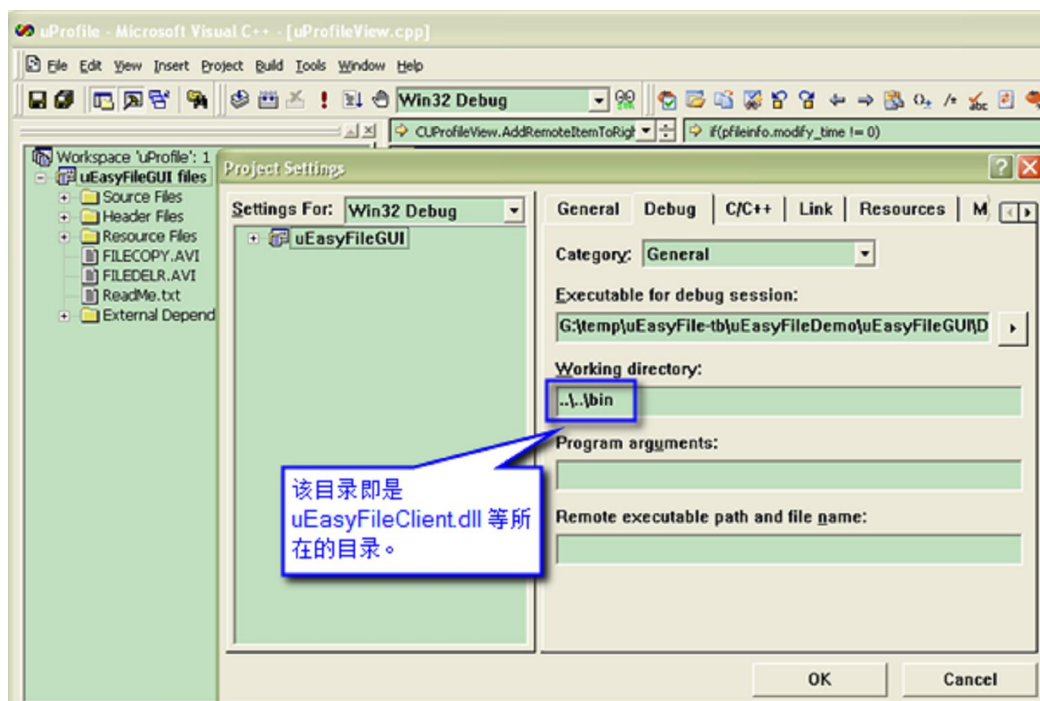 uProfile - Microsoft Visual C++ - [uProfileView.cpp]
File Edit View Insert Project Build Tools Window Help
Win32 Debug
CUProfileView.AddRemoteItemToRigh
if(pfileinfo.modify_time != 0)
Workspace 'uProfile': 1
uEasyFileGUI files
Source Files
Header Files
Resource Files
FILECOPY.AVI
FILEDELR.AVI
ReadMe.txt
External Depend
Project Settings
Settings For: Win32 Debug
uEasyFileGUI
General Debug C/C++ Link Resources M
Category: General
Executable for debug session:
G:\temp\uEasyFile-tb\uEasyFileDemo\uEasyFileGUI\D
Working directory:
..\..\bin
Program arguments:
Remote executable path and file name:
该目录即是
uEasyFileClient.dll 等所
在的目录。
OK Cancel